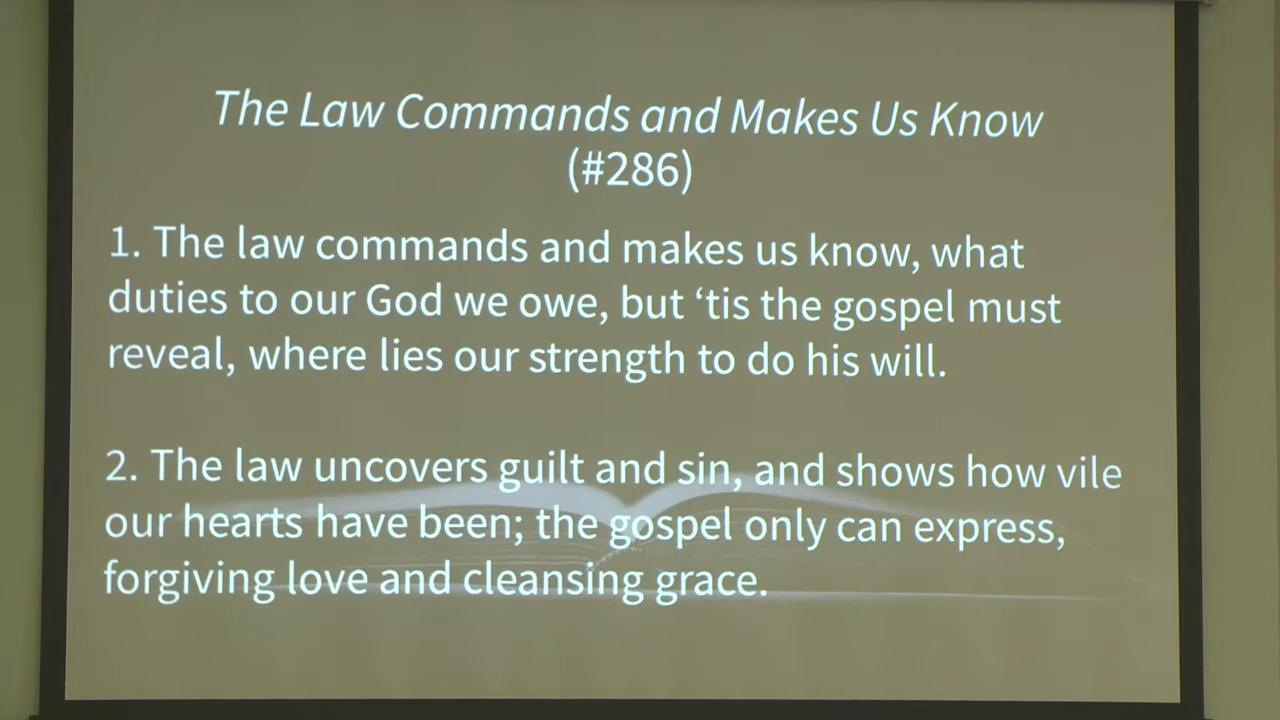 The Law Commands and Makes Us Know
(#286)
1. The law commands and makes us know, what
duties to our God we owe, but ‘tis the gospel must
reveal, where lies our strength to do his will.
2. The law uncovers guilt and sin, and shows how vile
our hearts have been; the gospel only can express,
forgiving love and cleansing grace.